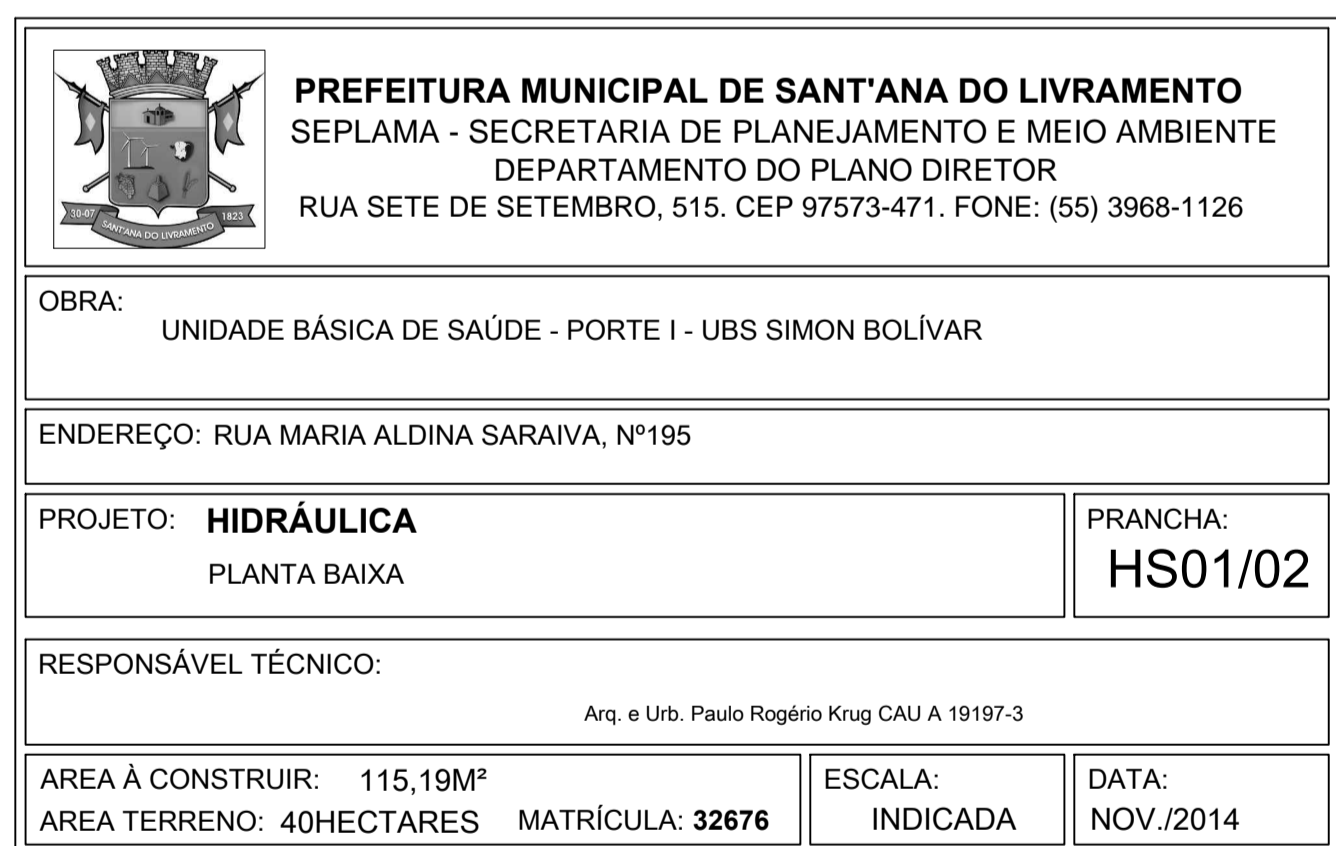 30-07
1823
SANT'ANA DO LIVRAMENTO
PREFEITURA MUNICIPAL DE SANT'ANA DO LIVRAMENTO
SEPLAMA - SECRETARIA DE PLANEJAMENTO E MEIO AMBIENTE
DEPARTAMENTO DO PLANO DIRETOR
RUA SETE DE SETEMBRO, 515. CEP 97573-471. FONE: (55) 3968-1126
OBRA:
UNIDADE BÁSICA DE SAÚDE - PORTE I - UBS SIMON BOLÍVAR
ENDEREÇO: RUA MARIA ALDINA SARAIVA, Nº195
PROJETO: HIDRÁULICA
PLANTA BAIXA
PRANCHA:
HS01/02
RESPONSÁVEL TÉCNICO:
Arq. e Urb. Paulo Rogério Krug CAU A 19197-3
AREA À CONSTRUIR: 115,19M²
AREA TERRENO: 40HECTARES MATRÍCULA: 32676
ESCALA:
INDICADA
DATA:
NOV./2014